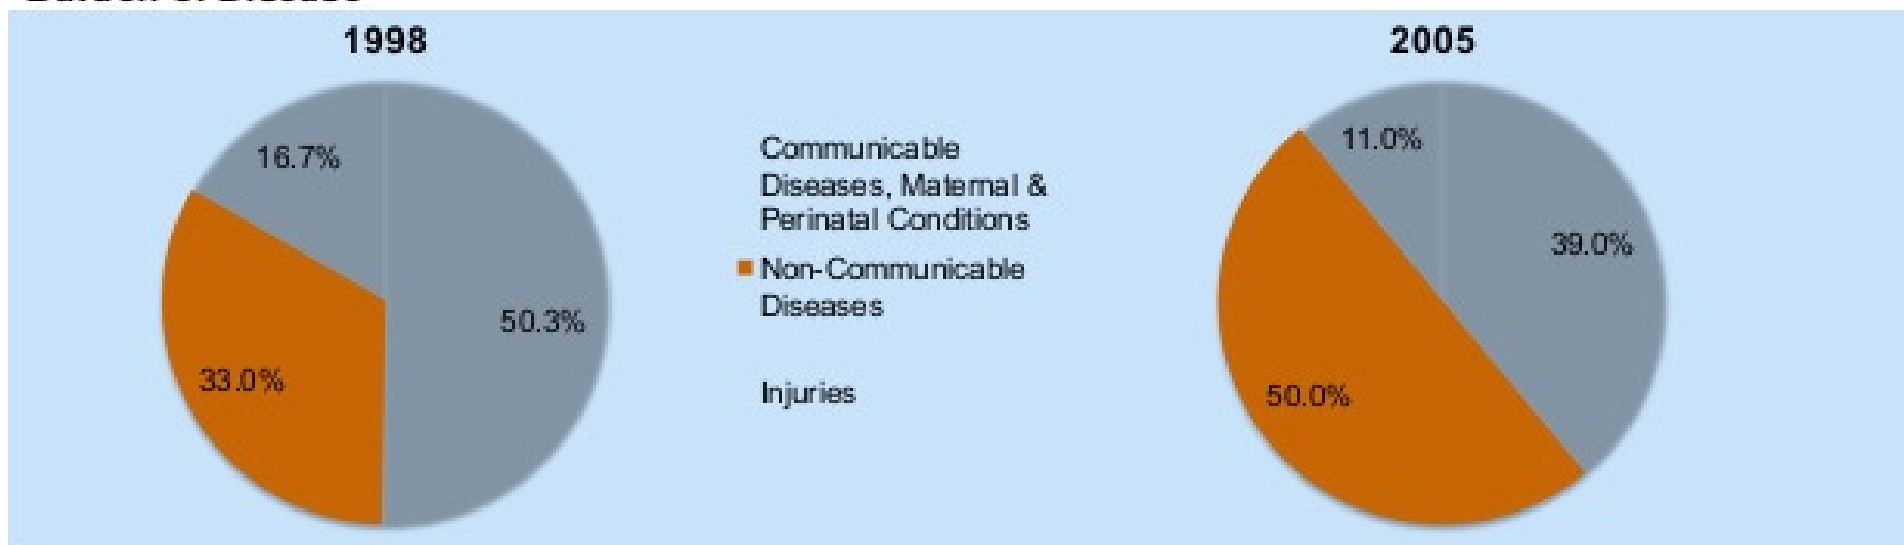 1998
2005
16.7%
50.3%
33.0%
Communicable
Diseases, Maternal &
Perinatal Conditions
Non-Communicable
Diseases
Injuries
11.0%
39.0%
50.0%